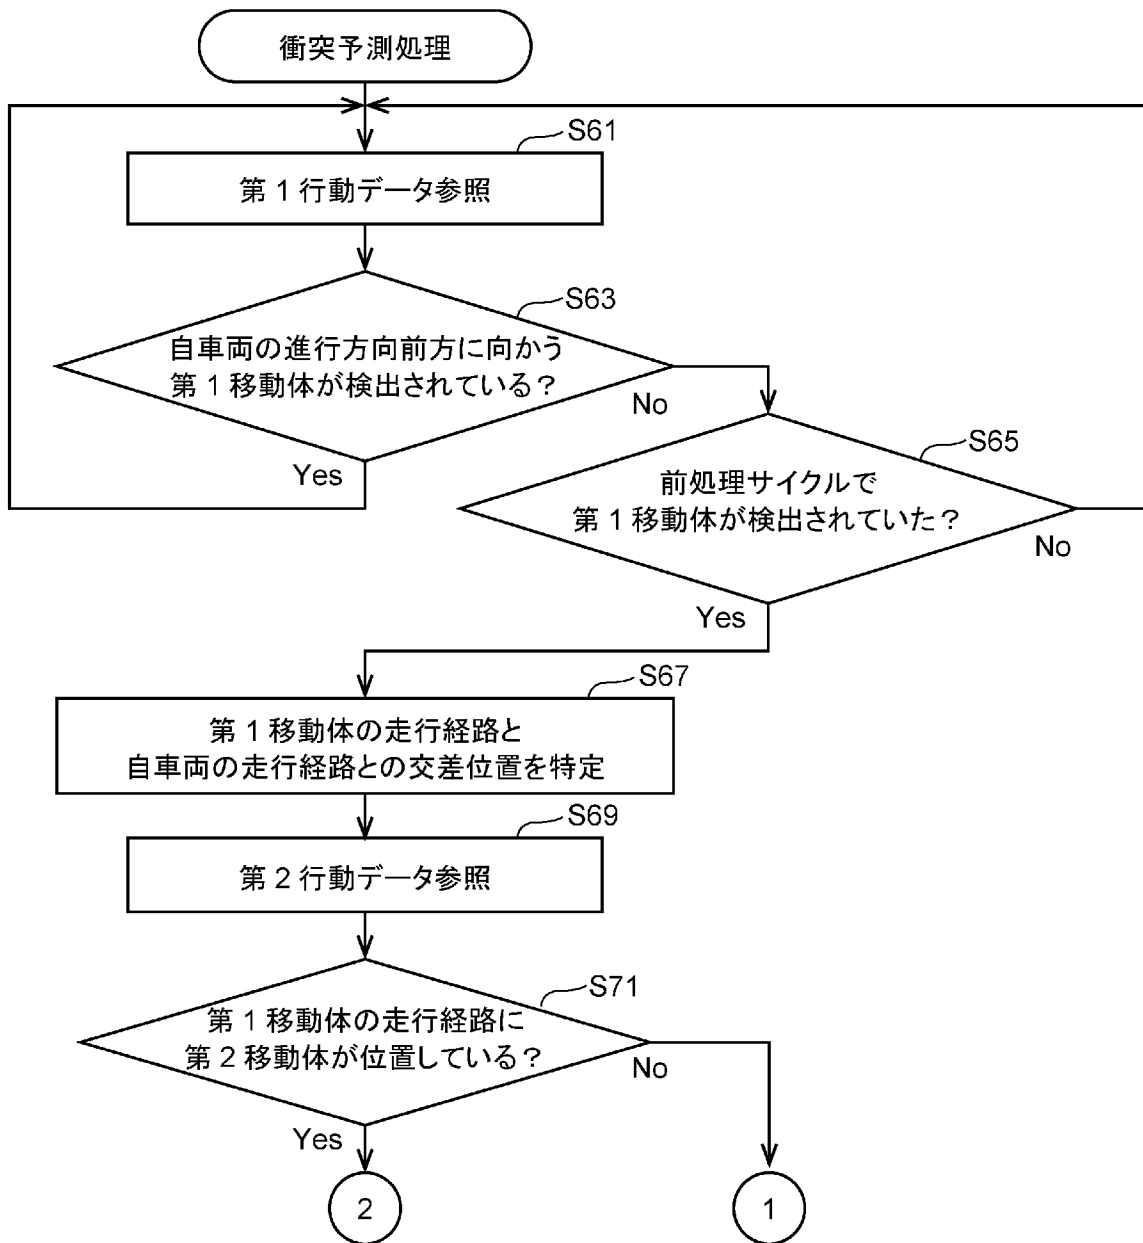 衝突予測処理
S61
第1行動データ参照
S63
自車両の進行方向前方に向かう
第1移動体が検出されている？
No
Yes
S65
前処理サイクルで
第1移動体が検出されていた？
No
Yes
S67
第1移動体の走行経路と
自車両の走行経路との交差位置を特定
S69
第2行動データ参照
S71
第1移動体の走行経路に
第2移動体が位置している？
No
Yes
2
1